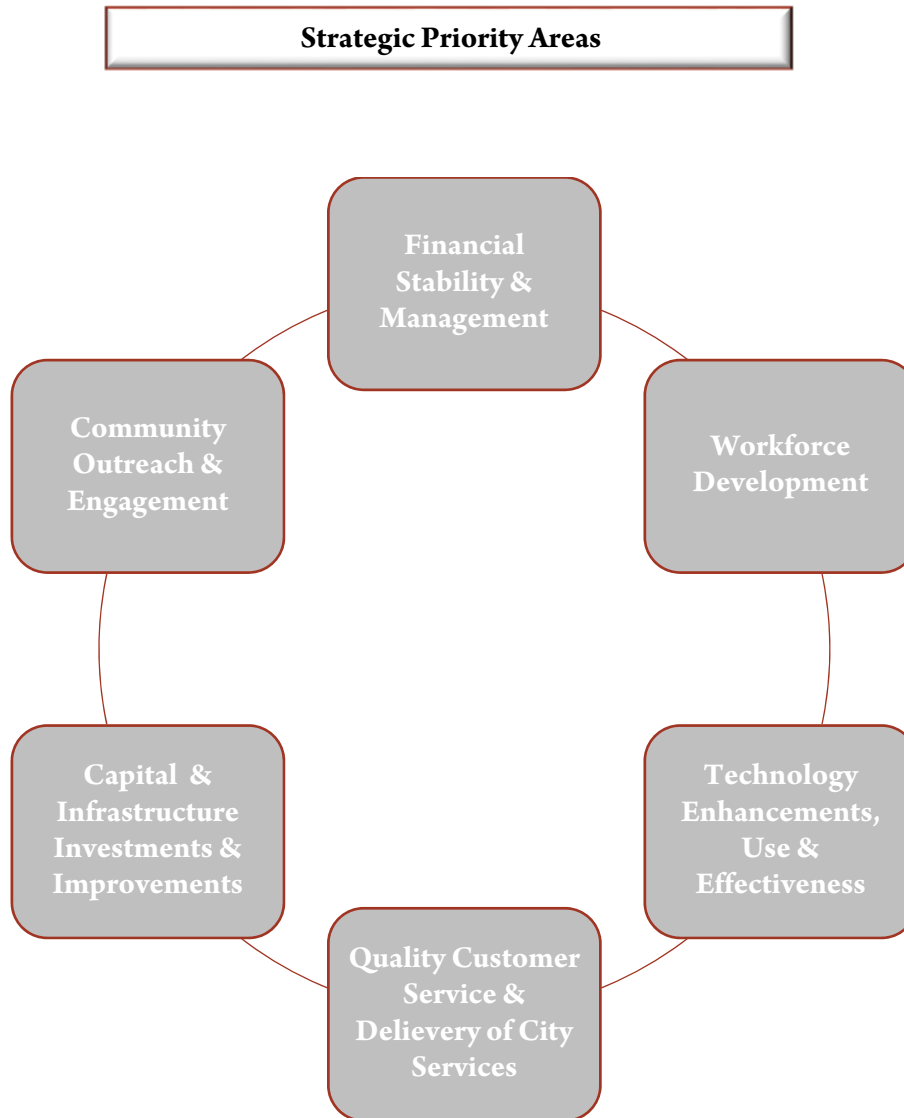 Strategic Priority Areas
Financial
Stability &
Management
Workforce
Development
Technology
Enhancements,
Use &
Effectiveness
Quality Customer
Service &
Delievery of City
Services
Capital &
Infrastructure
Investments &
Improvements
Community
Outreach &
Engagement